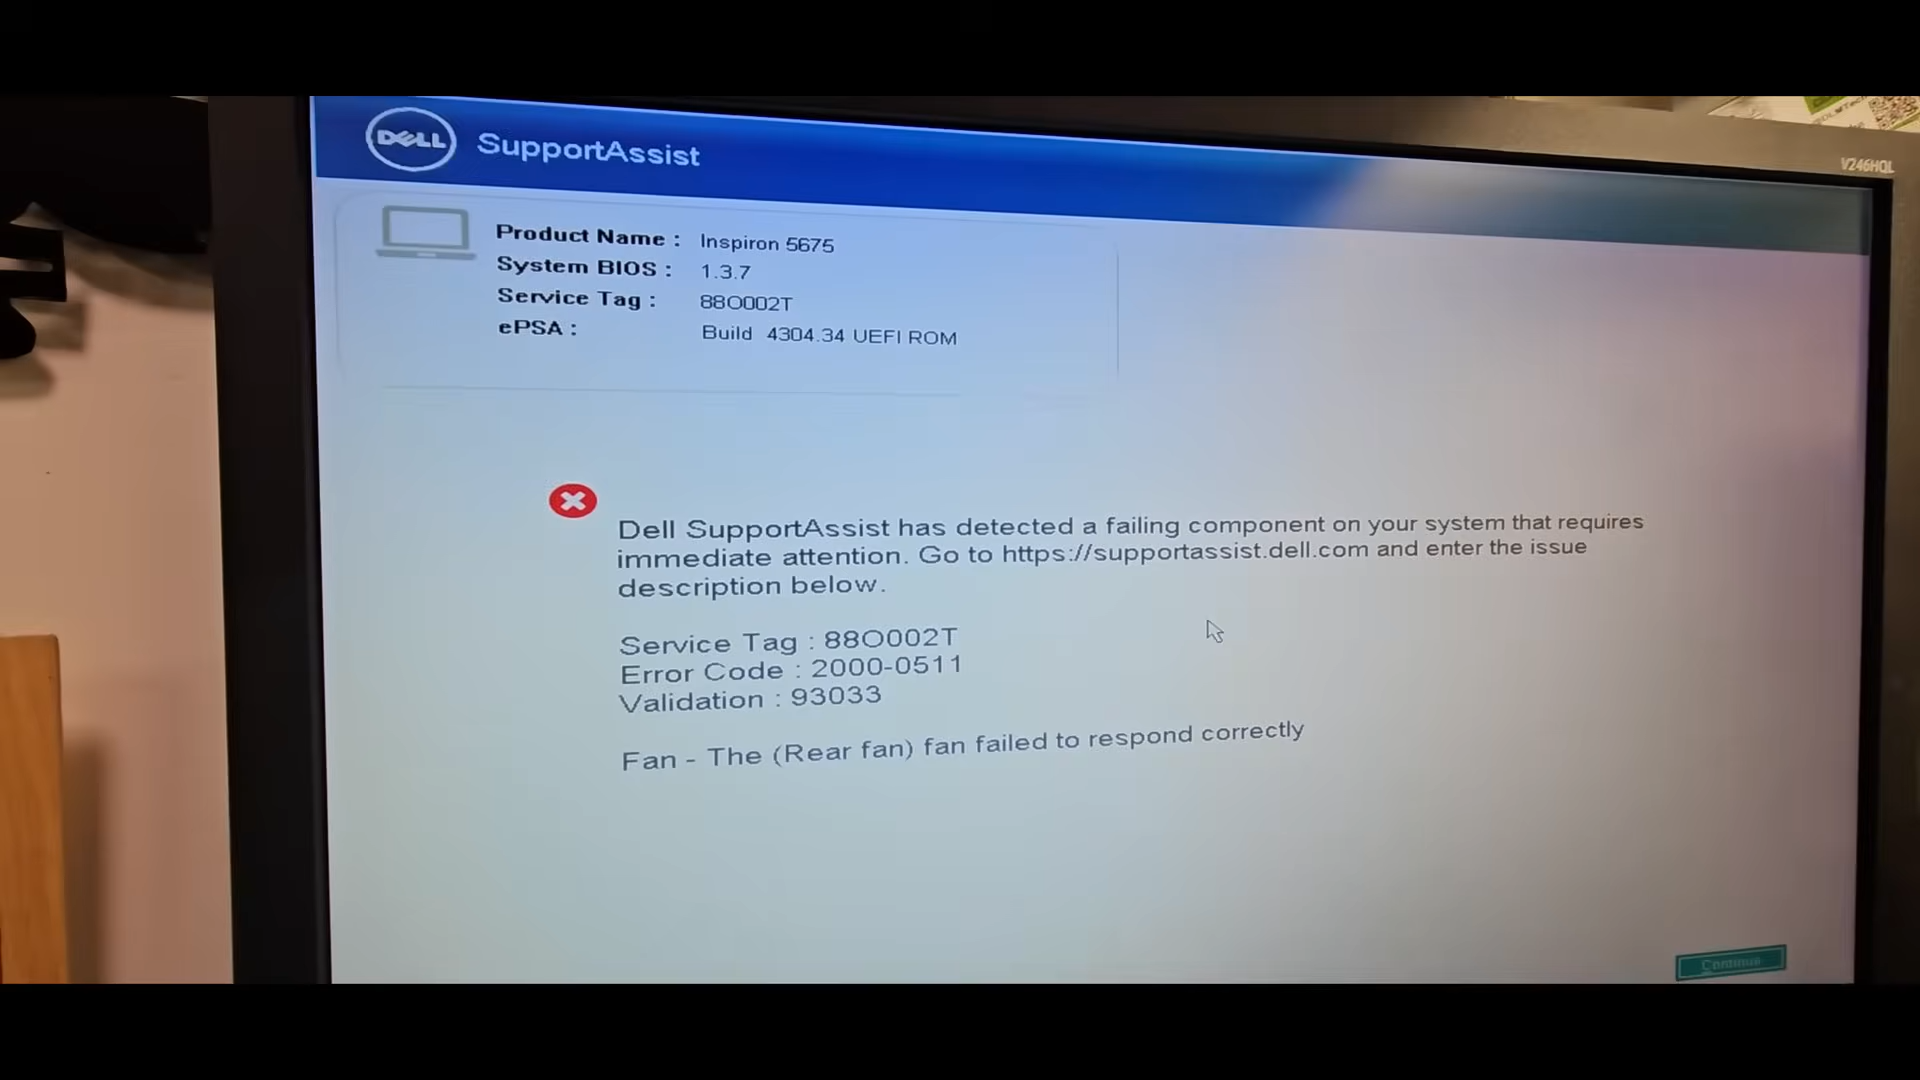 DELL SupportAssist
V246HQL
Product Name : Inspiron 5675
System BIOS : 1.3.7
Service Tag : 88O002T
ePSA : Build 4304.34 UEFI ROM
Dell SupportAssist has detected a failing component on your system that requires
immediate attention. Go to https://supportassist.dell.com and enter the issue
description below.
Service Tag : 88O002T
Error Code : 2000-0511
Validation : 93033
Fan - The (Rear fan) fan failed to respond correctly
Continue